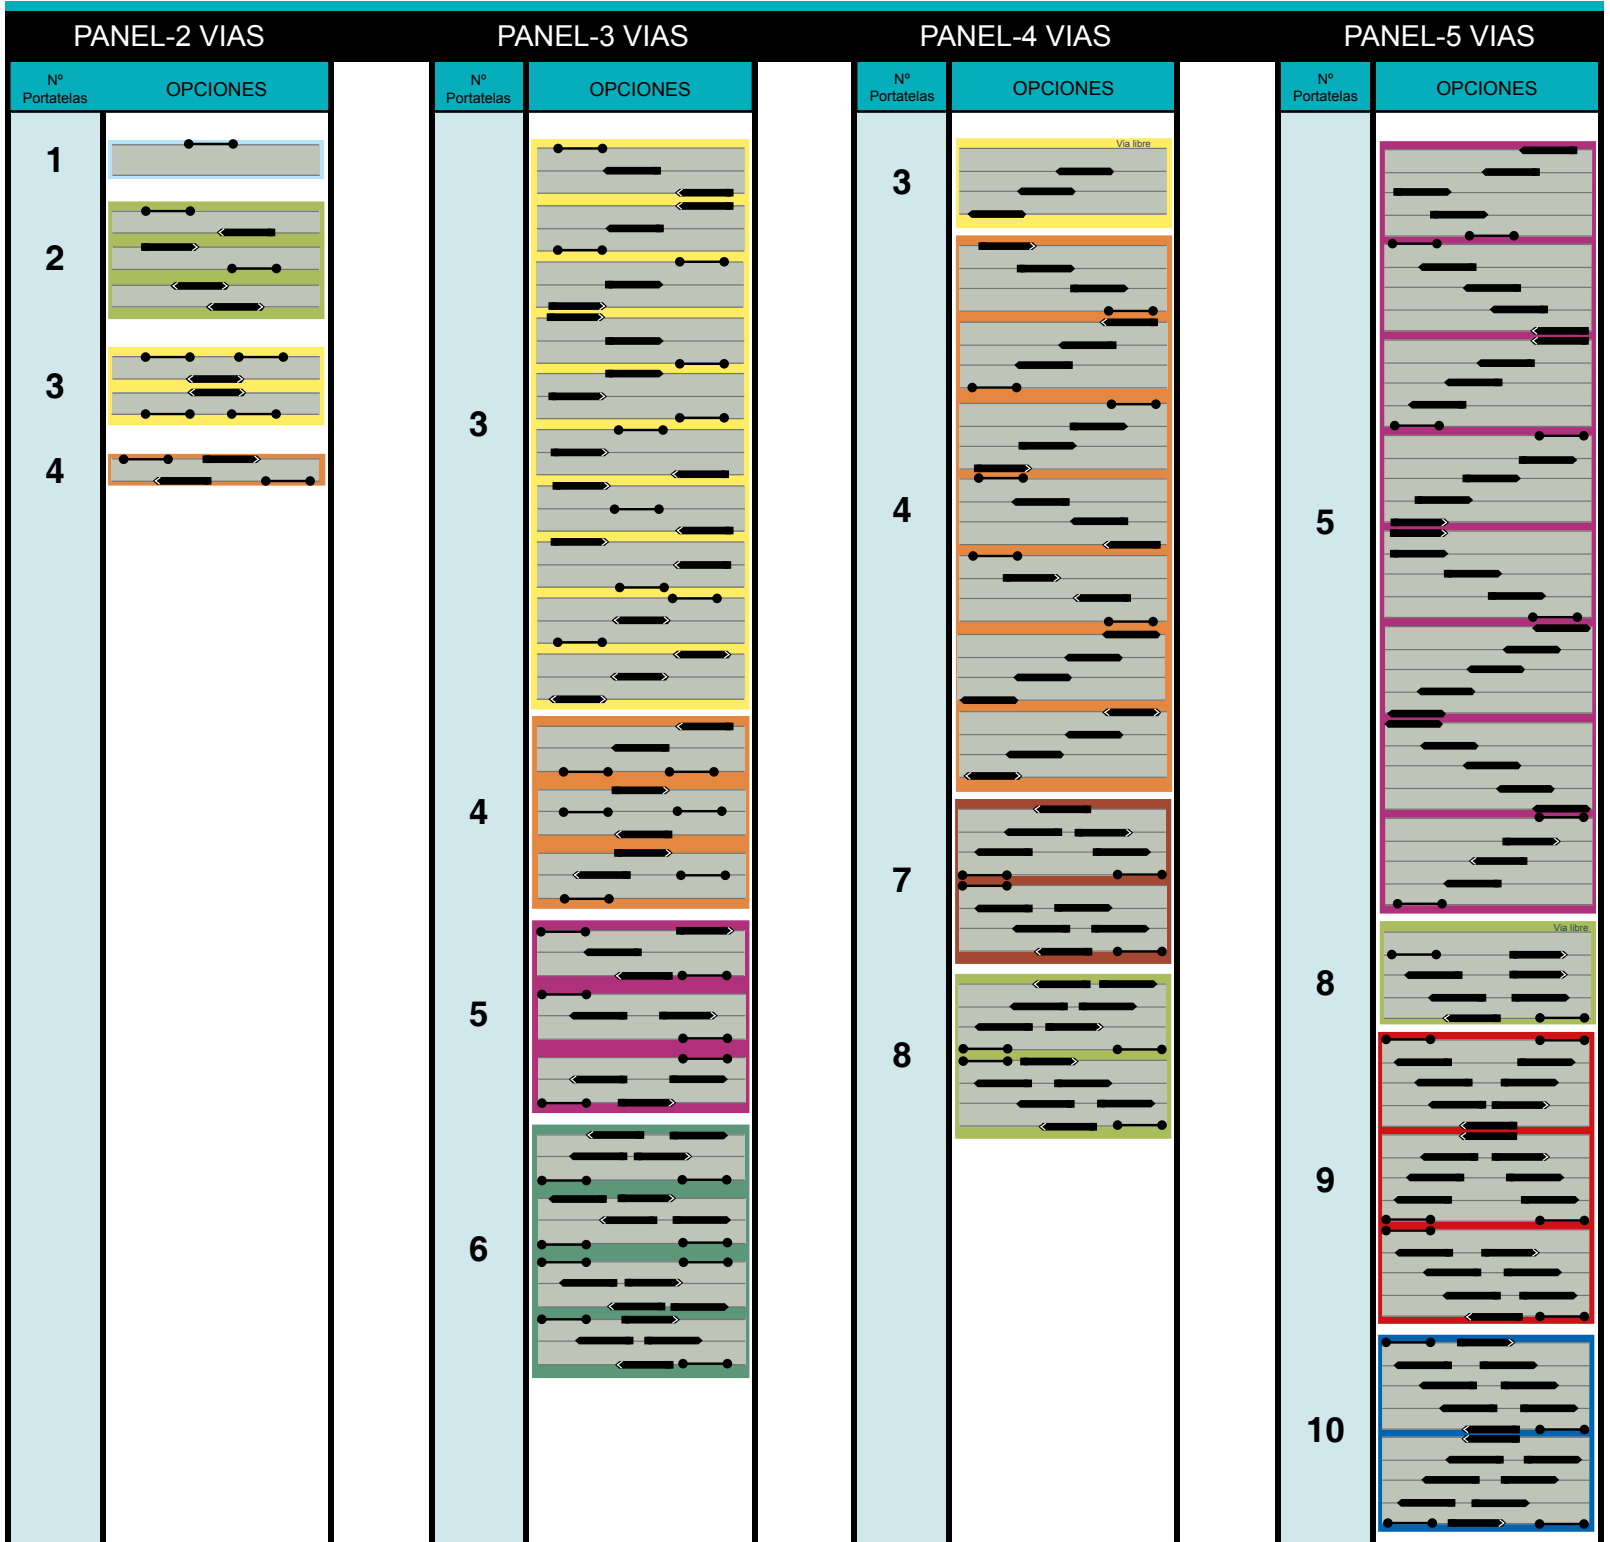 PANEL-2 VIAS
Nº
Portatelas
OPCIONES
1
2
3
4
PANEL-3 VIAS
Nº
Portatelas
OPCIONES
3
4
5
6
PANEL-4 VIAS
Nº
Portatelas
OPCIONES
Via libre
3
4
7
8
PANEL-5 VIAS
Nº
Portatelas
OPCIONES
5
Via libre
8
9
10